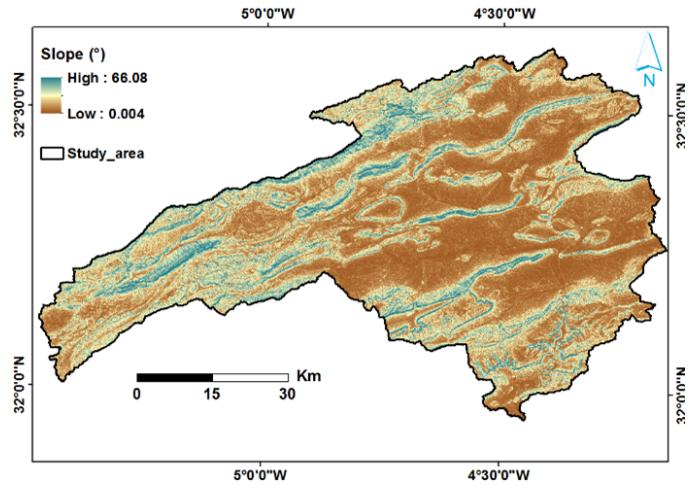 5°0'0"W 4°30'0"W
Slope (°)
High : 66.08
Low : 0.004
Study_area
N
32°30'0"N 32°30'0"N
32°0'0"N 32°0'0"N
Km
0 15 30
5°0'0"W 4°30'0"W